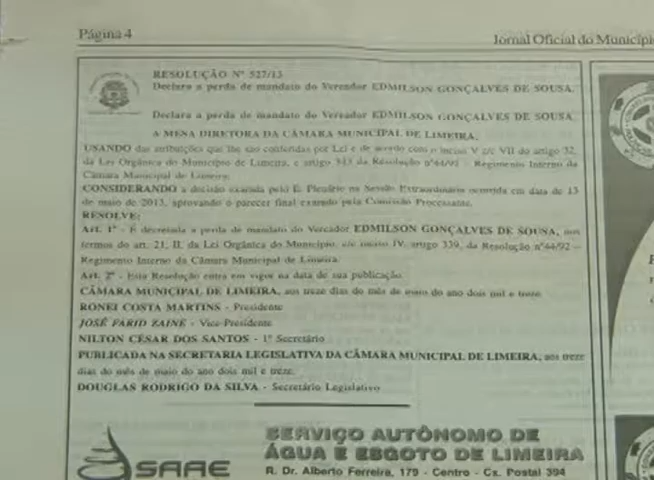 Página 4
Jornal Oficial do Municípi
RESOLUÇÃO Nº 527/13
Declara a perda de mandato do Vereador EDMILSON GONÇALVES DE SOUSA.
Declara a perda de mandato do Vereador EDMILSON GONÇALVES DE SOUSA.
A MESA DIRETORA DA CÂMARA MUNICIPAL DE LIMEIRA,
USANDO das atribuições que lhe são conferidas por Lei e de acordo com o inciso V c/c VII do artigo 32,
da Lei Orgânica do Município de Limeira, e artigo 343 da Resolução nº44/92 - Regimento Interno da
Câmara Municipal de Limeira;
CONSIDERANDO a decisão exarada pelo E. Plenário na Sessão Extraordinária ocorrida em data de 13
de maio de 2013, aprovando o parecer final exarado pela Comissão Processante,
RESOLVE:
Art. 1º - É decretada a perda de mandato do Vereador EDMILSON GONÇALVES DE SOUSA, nos
termos do art. 21, II, da Lei Orgânica do Município, c/c inciso IV, artigo 339, da Resolução nº44/92 –
Regimento Interno da Câmara Municipal de Limeira.
Art. 2º - Esta Resolução entra em vigor na data de sua publicação.
CÂMARA MUNICIPAL DE LIMEIRA, aos treze dias do mês de maio do ano dois mil e treze.
RONEI COSTA MARTINS - Presidente
JOSÉ FARID ZAINE - Vice-Presidente
NILTON CÉSAR DOS SANTOS - 1º Secretário
PUBLICADA NA SECRETARIA LEGISLATIVA DA CÂMARA MUNICIPAL DE LIMEIRA, aos treze
dias do mês de maio do ano dois mil e treze.
DOUGLAS RODRIGO DA SILVA - Secretário Legislativo
SAAE
SERVIÇO AUTÔNOMO DE
ÁGUA E ESGOTO DE LIMEIRA
R. Dr. Alberto Ferreira, 179 - Centro - Cx. Postal 394